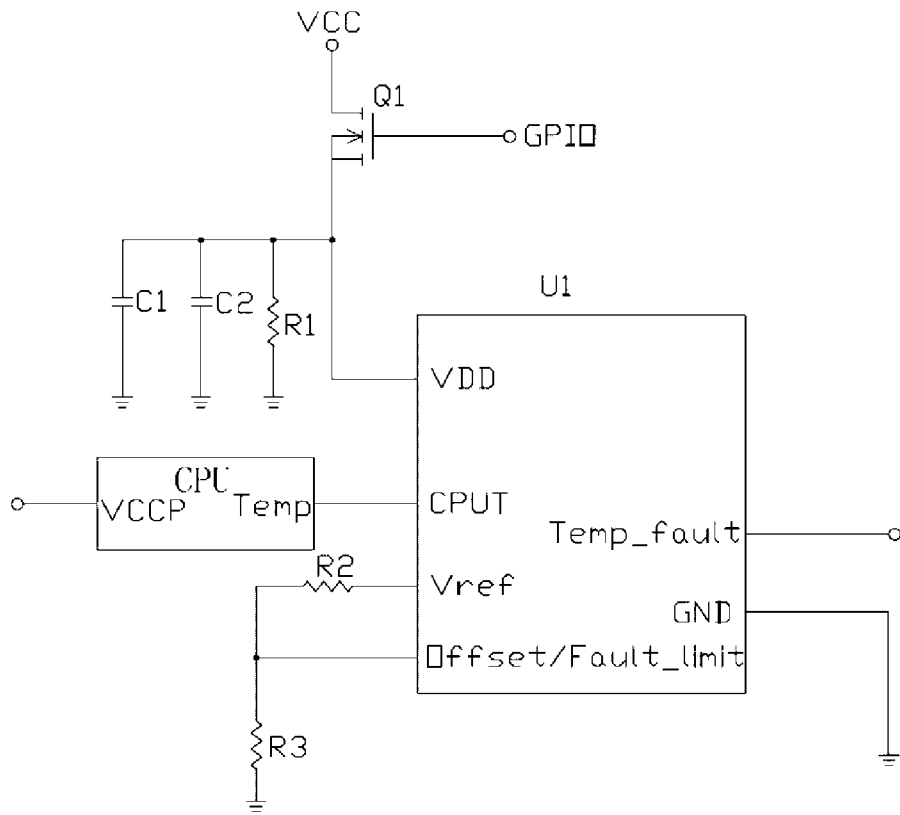 VCC
Q1
GPIO
C1
C2
R1
U1
VDD
CPU
VCCP
Temp
CPUT
Temp_fault
R2
Vref
GND
Offset/Fault_limit
R3